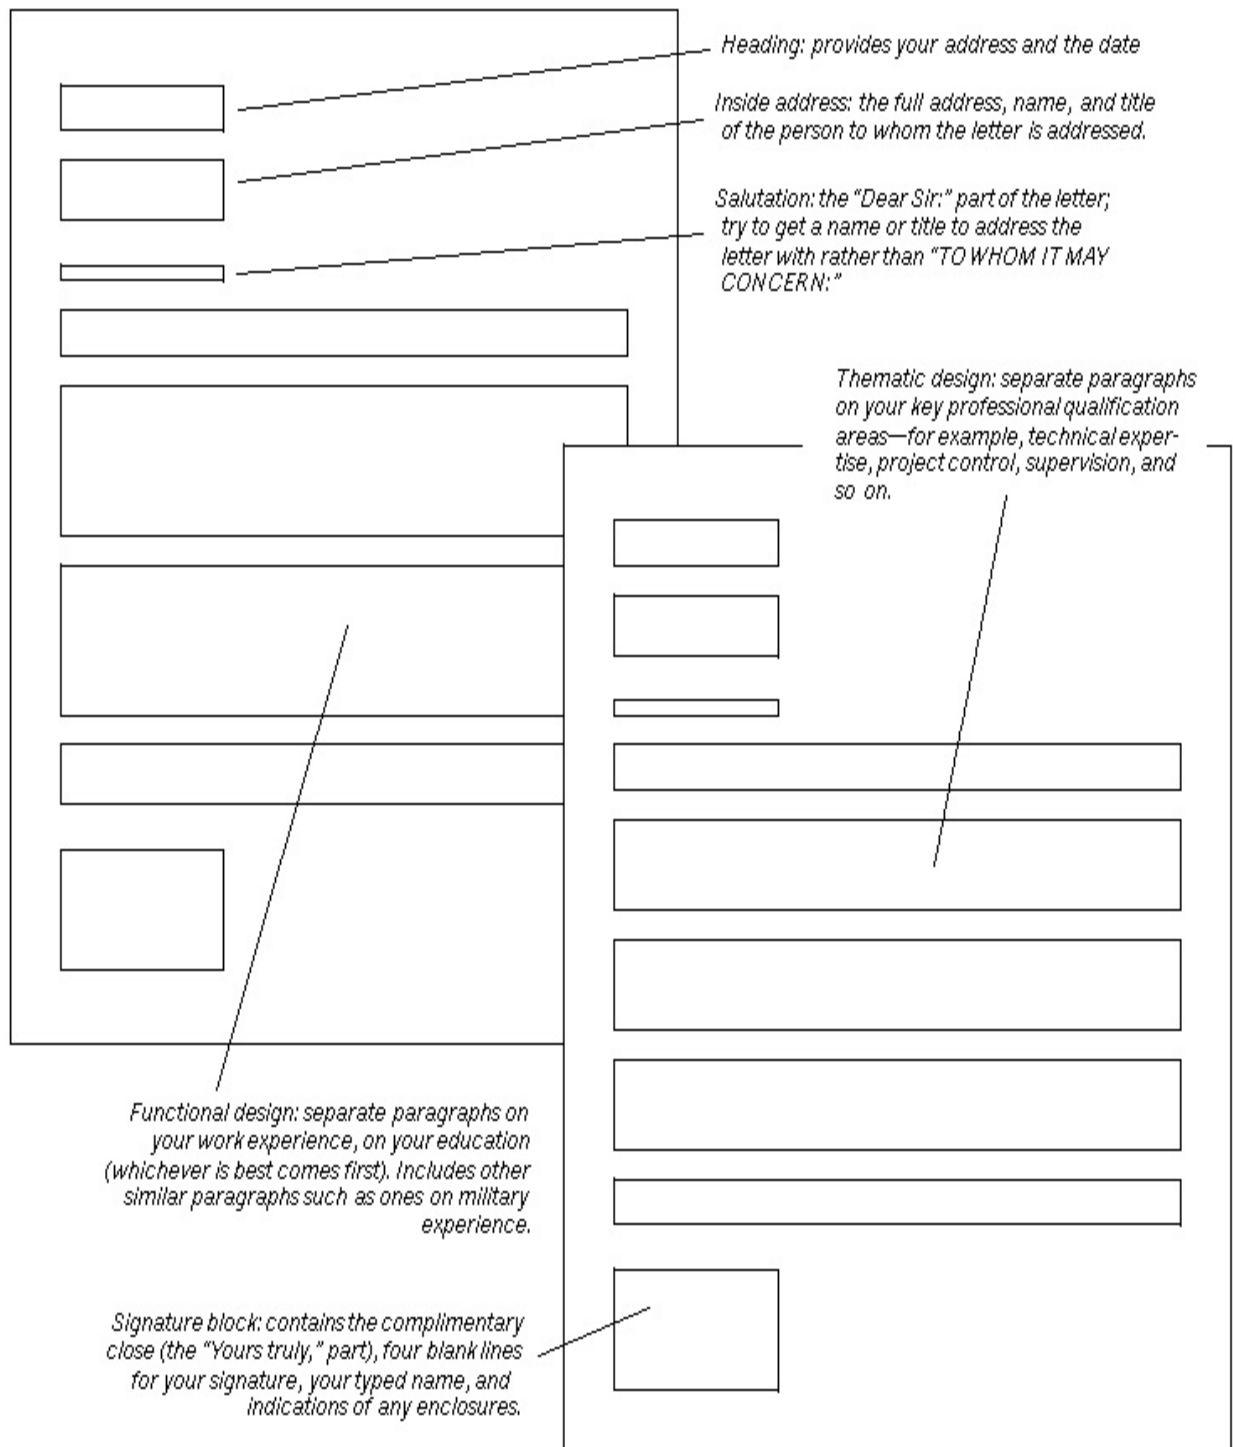 Heading: provides your address and the date
Inside address: the full address, name, and title
of the person to whom the letter is addressed.
Salutation: the “Dear Sir:” part of the letter;
try to get a name or title to address the
letter with rather than “TO WHOM IT MAY
CONCERN:”
Thematic design: separate paragraphs
on your key professional qualification
areas—for example, technical exper-
tise, project control, supervision, and
so on.
Functional design: separate paragraphs on
your work experience, on your education
(whichever is best comes first). Includes other
similar paragraphs such as ones on military
experience.
Signature block: contains the complimentary
close (the “Yours truly,” part), four blank lines
for your signature, your typed name, and
indications of any enclosures.